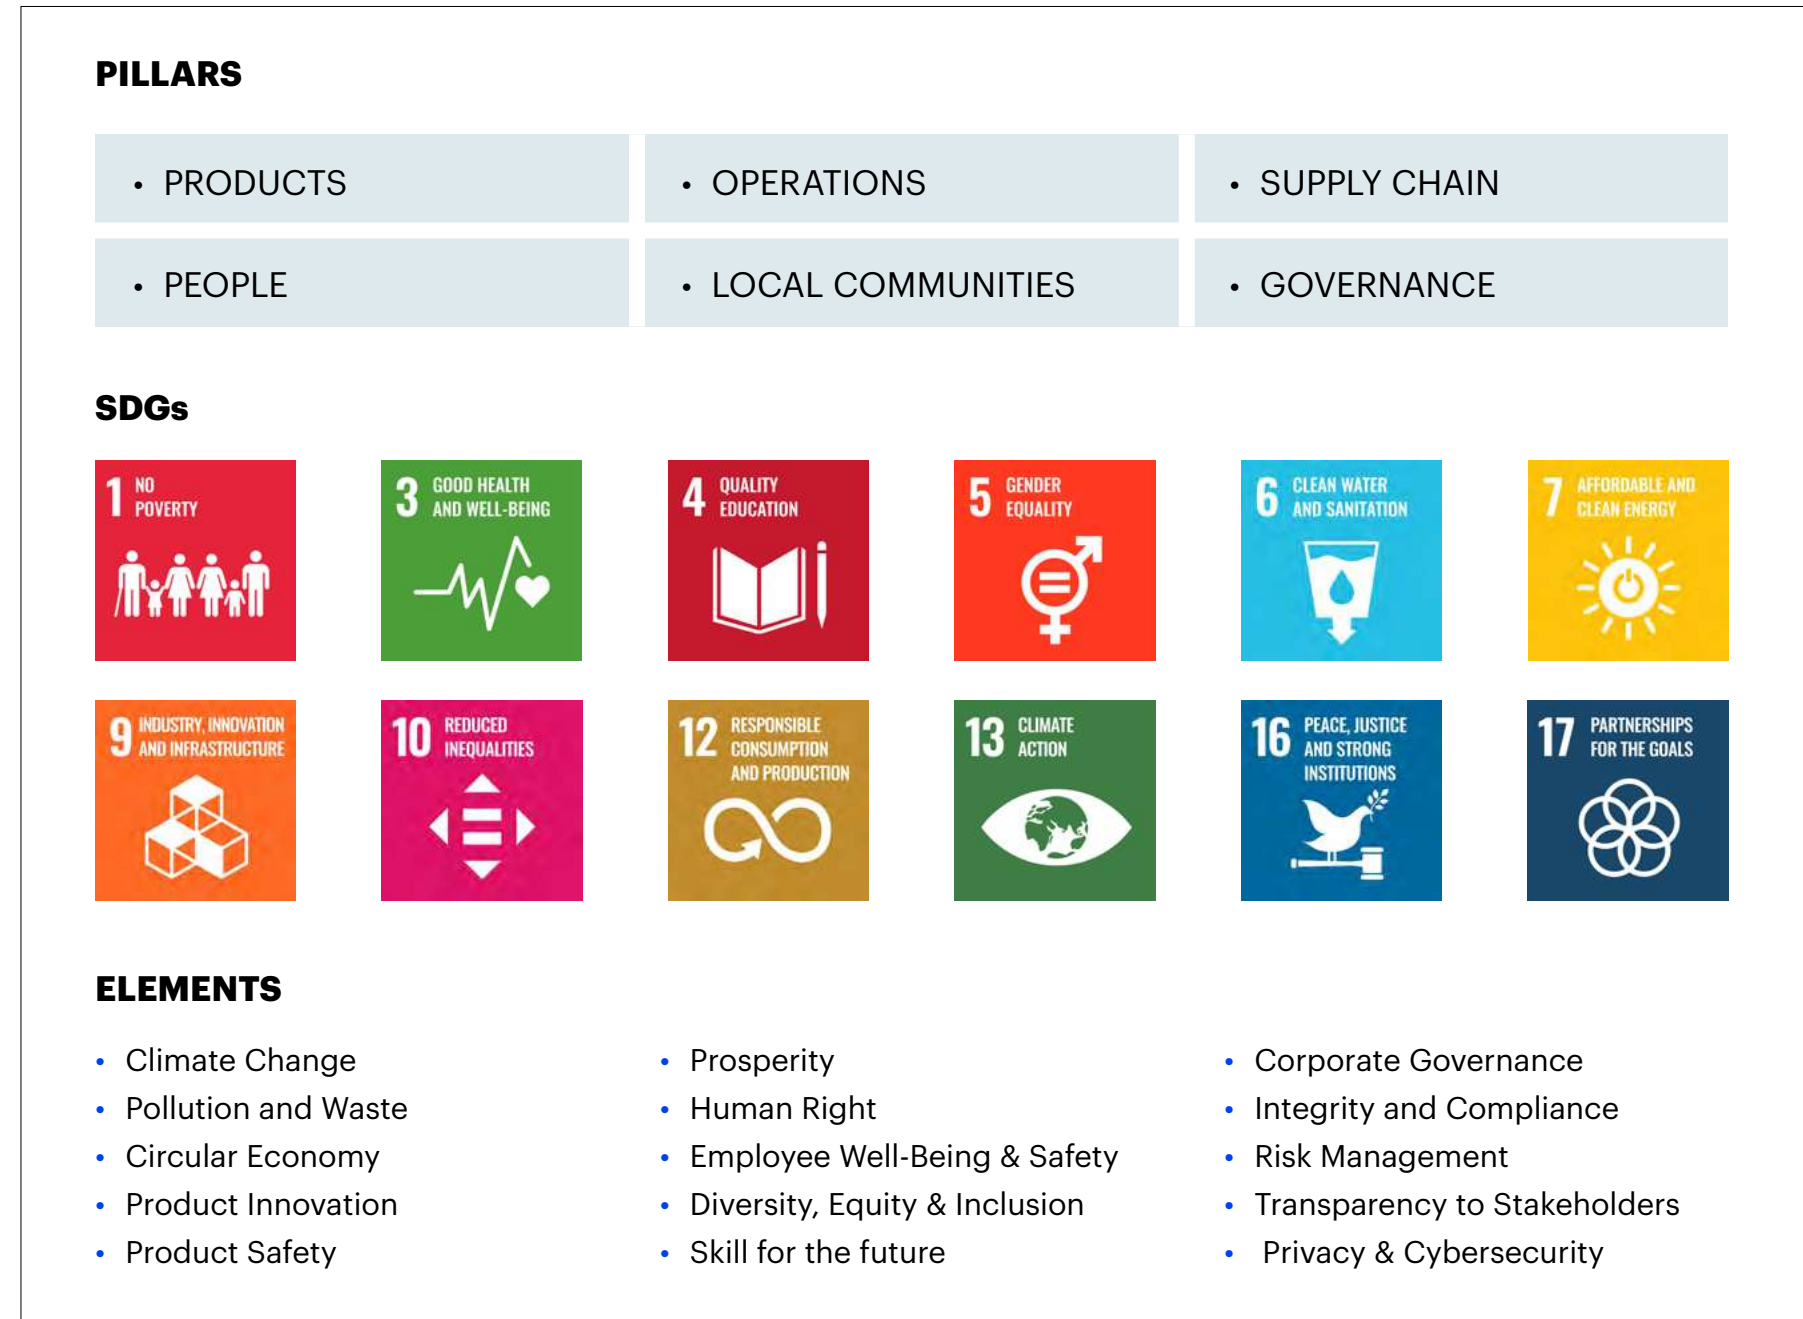 PILLARS
• PRODUCTS
• OPERATIONS
• SUPPLY CHAIN
• PEOPLE
• LOCAL COMMUNITIES
• GOVERNANCE
SDGs
1 NO
POVERTY
3 GOOD HEALTH
AND WELL-BEING
4 QUALITY
EDUCATION
5 GENDER
EQUALITY
6 CLEAN WATER
AND SANITATION
7 AFFORDABLE AND
CLEAN ENERGY
9 INDUSTRY, INNOVATION
AND INFRASTRUCTURE
10 REDUCED
INEQUALITIES
12 RESPONSIBLE
CONSUMPTION
AND PRODUCTION
13 CLIMATE
ACTION
16 PEACE, JUSTICE
AND STRONG
INSTITUTIONS
17 PARTNERSHIPS
FOR THE GOALS
ELEMENTS
• Climate Change
• Pollution and Waste
• Circular Economy
• Product Innovation
• Product Safety
• Prosperity
• Human Right
• Employee Well-Being & Safety
• Diversity, Equity & Inclusion
• Skill for the future
• Corporate Governance
• Integrity and Compliance
• Risk Management
• Transparency to Stakeholders
• Privacy & Cybersecurity